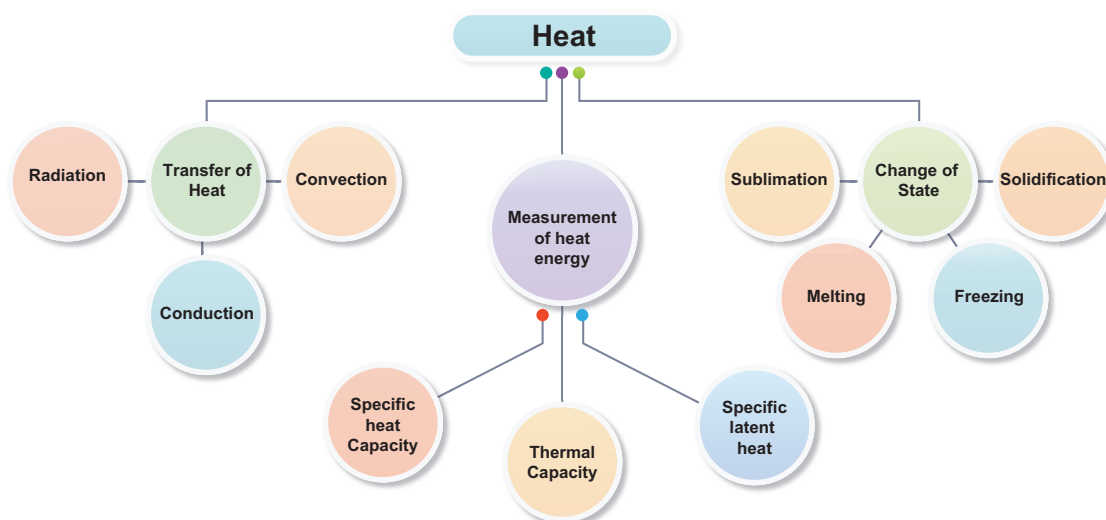 Heat
Radiation
Transfer of
Heat
Convection
Conduction
Measurement
of heat
energy
Sublimation
Change of
State
Solidification
Melting
Freezing
Specific
heat
Capacity
Thermal
Capacity
Specific
latent
heat